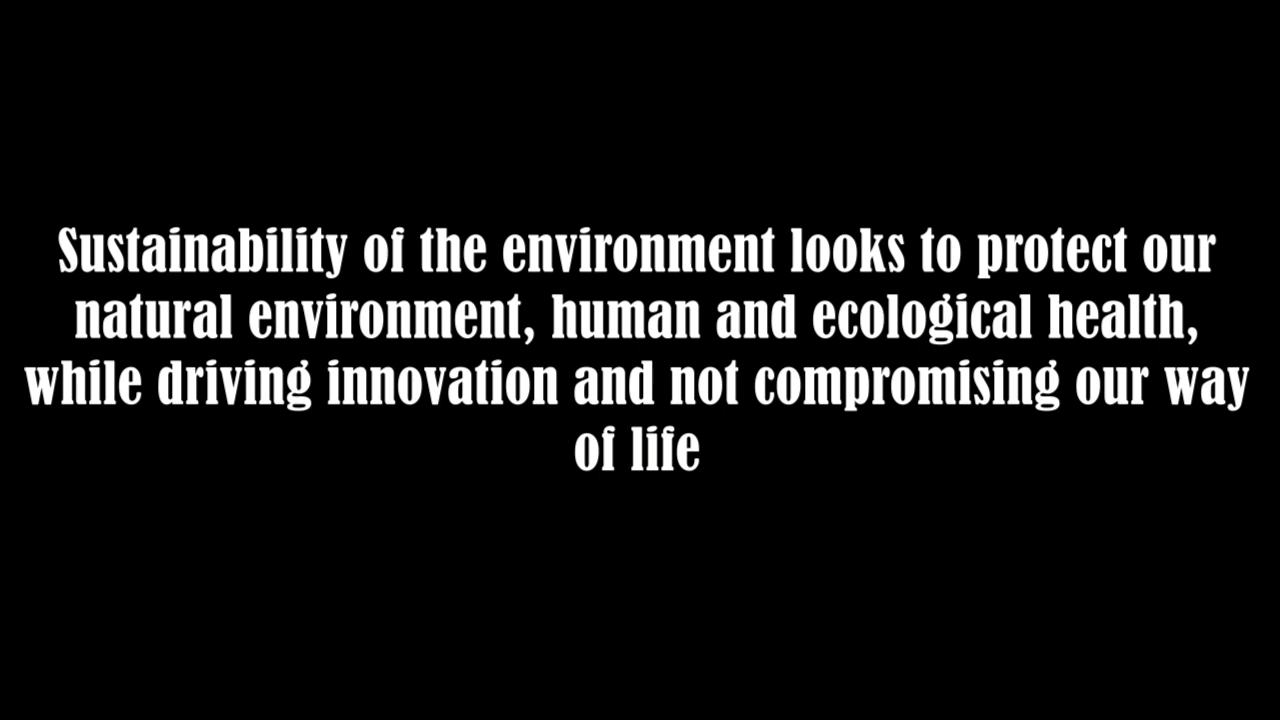 Sustainability of the environment looks to protect our
natural environment, human and ecological health,
while driving innovation and not compromising our way
of life